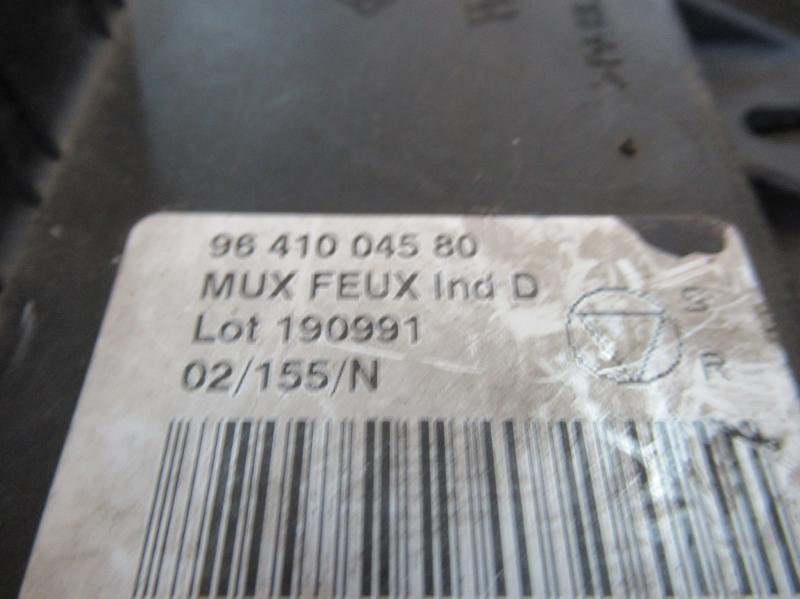 96 410 045 80
MUX FEUX Ind D
Lot 190991
02/155/N
S
R